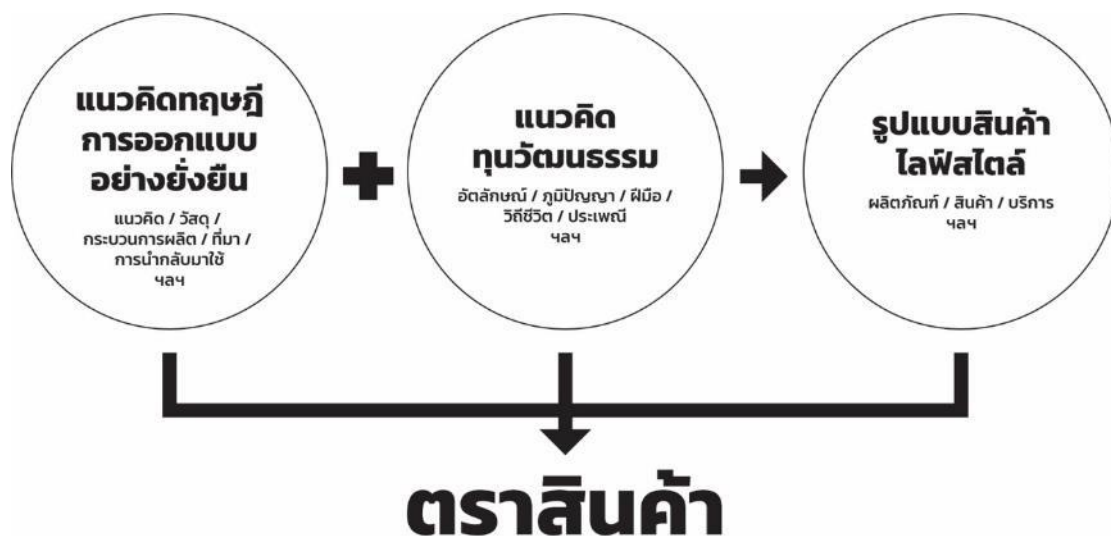 แนวคิดทฤษฎี
การออกแบบ
อย่างยั่งยืน
แนวคิด / วัสดุ /
กระบวนการผลิต / ที่มา /
การนำกลับมาใช้
ฯลฯ
แนวคิด
ทุนวัฒนธรรม
อัตลักษณ์ / ภูมิปัญญา / ฝีมือ /
วิถีชีวิต / ประเพณี
ฯลฯ
รูปแบบสินค้า
ไลฟ์สไตล์
ผลิตภัณฑ์ / สินค้า / บริการ
ฯลฯ
ตราสินค้า